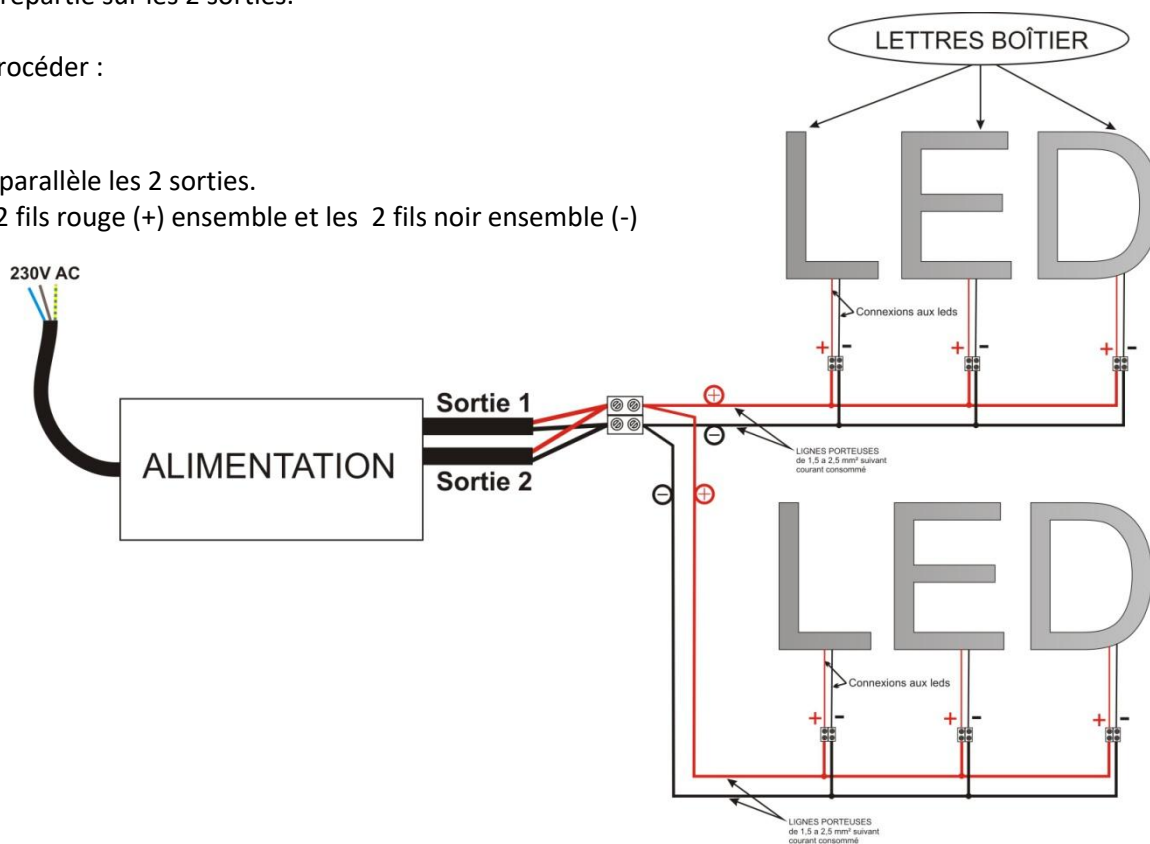 répartie sur les 2 sorties.
rocéder :
parallèle les 2 sorties.
2 fils rouge (+) ensemble et les 2 fils noir ensemble (-)
LETTRES BOÎTIER
LED
Connexions aux leds
+ - + - + -
230V AC
ALIMENTATION
Sortie 1
Sortie 2
+
-
LIGNES PORTEUSES
de 1,5 a 2,5 mm² suivant
courant consommé
- +
LED
Connexions aux leds
+ - + - + -
LIGNES PORTEUSES
de 1,5 a 2,5 mm² suivant
courant consommé